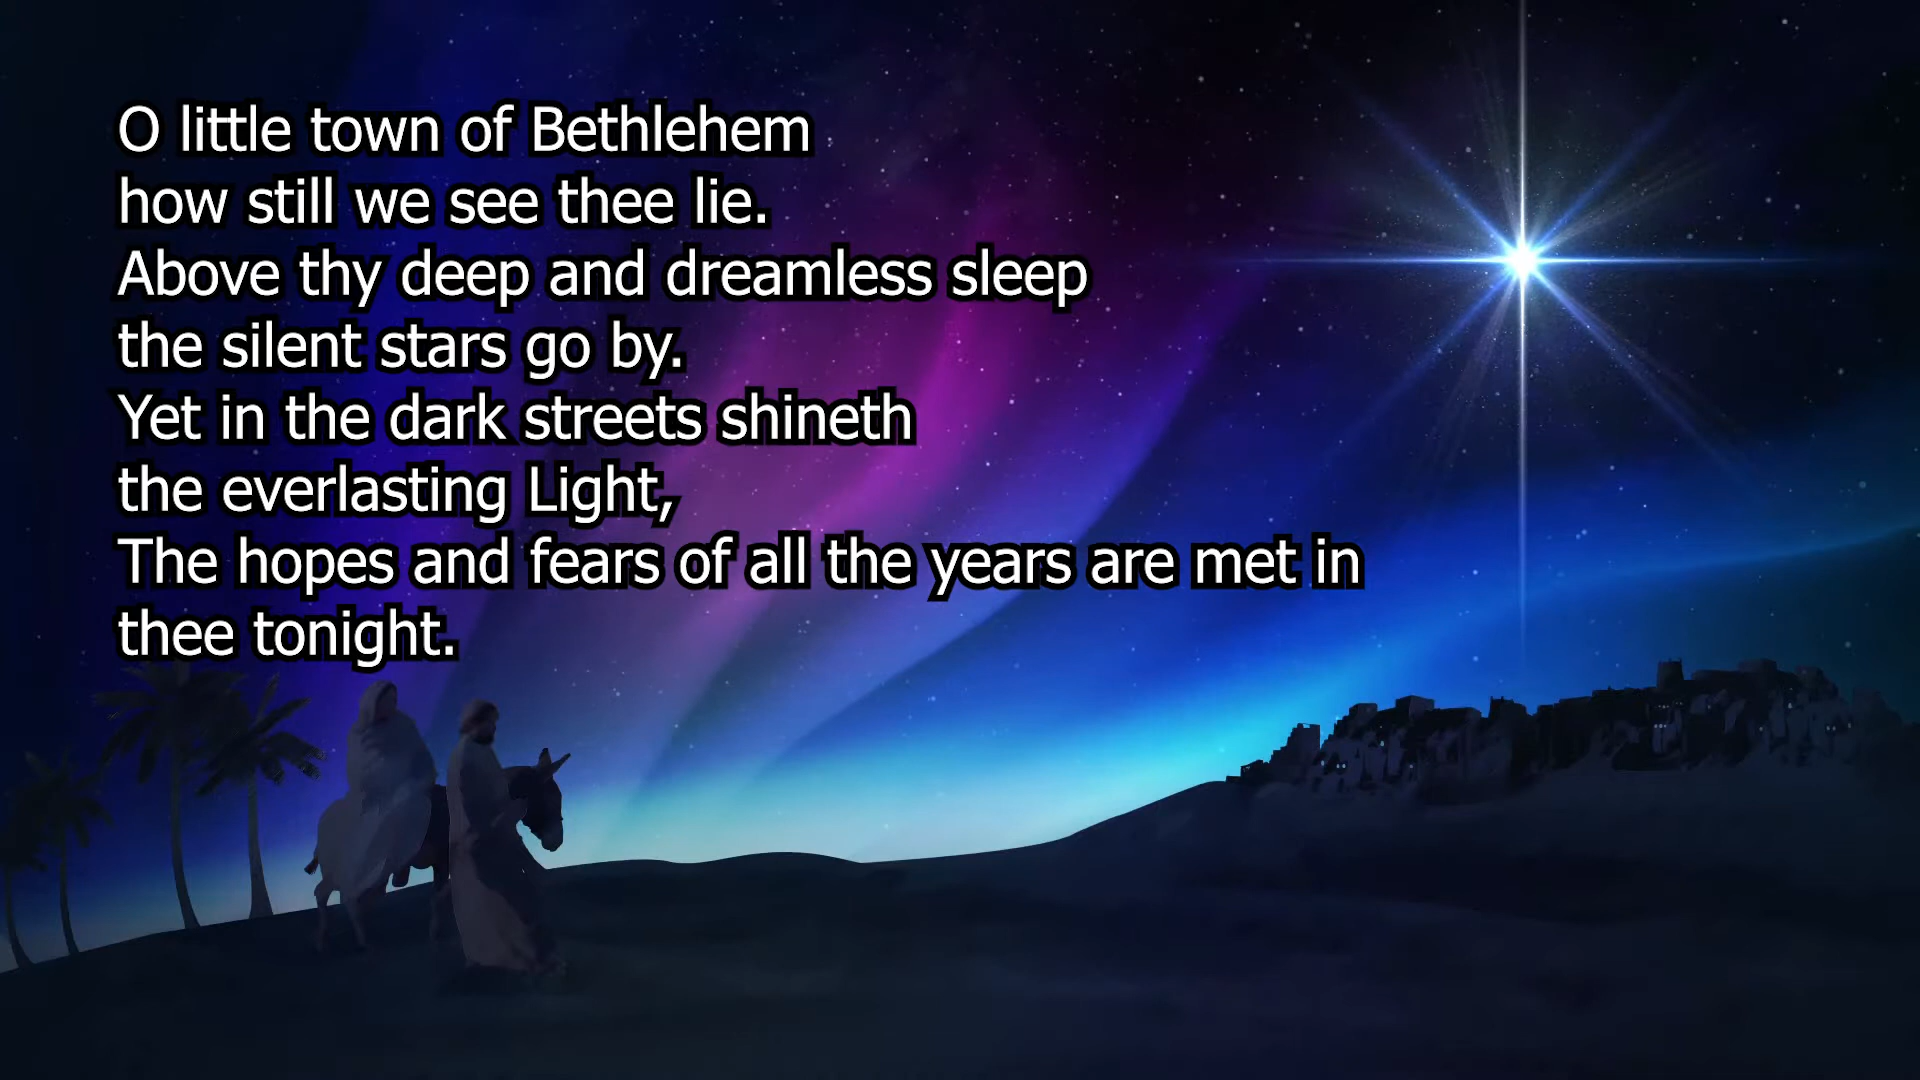 O little town of Bethlehem
how still we see thee lie.
Above thy deep and dreamless sleep
the silent stars go by.
Yet in the dark streets shineth
the everlasting Light,
The hopes and fears of all the years are met in
thee tonight.